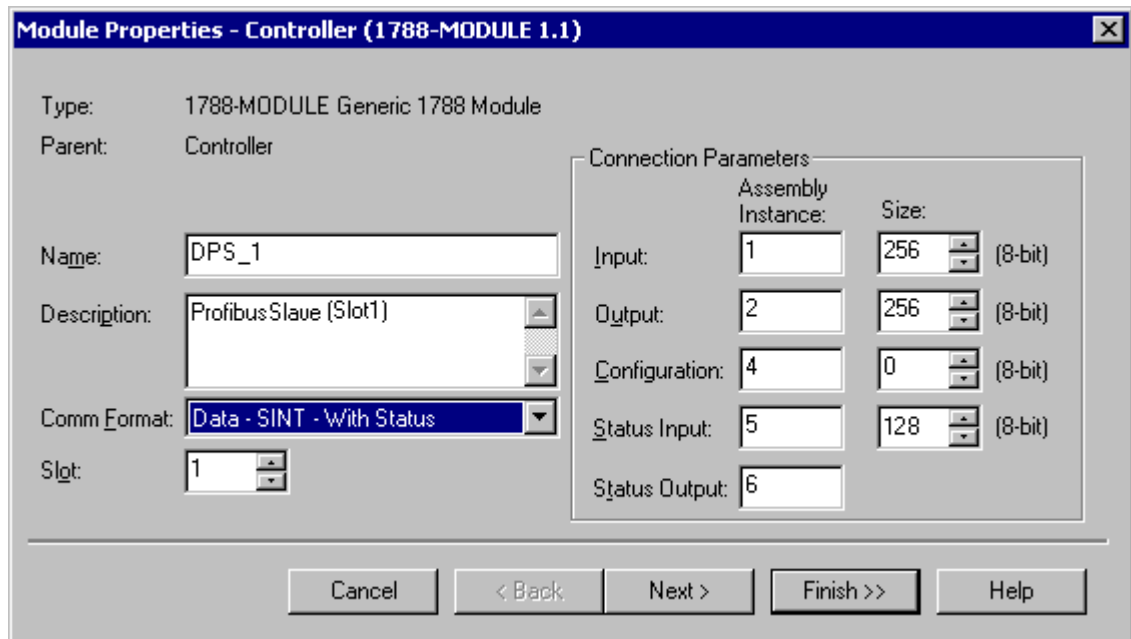 Module Properties - Controller (1788-MODULE 1.1)
Type: 1788-MODULE Generic 1788 Module
Parent: Controller
Name: DPS_1
Description: ProfibusSlave (Slot1)
Comm Format: Data - SINT - With Status
Slot: 1
Connection Parameters
Assembly
Instance: Size:
Input: 1 256 (8-bit)
Output: 2 256 (8-bit)
Configuration: 4 0 (8-bit)
Status Input: 5 128 (8-bit)
Status Output: 6
Cancel < Back Next > Finish >> Help